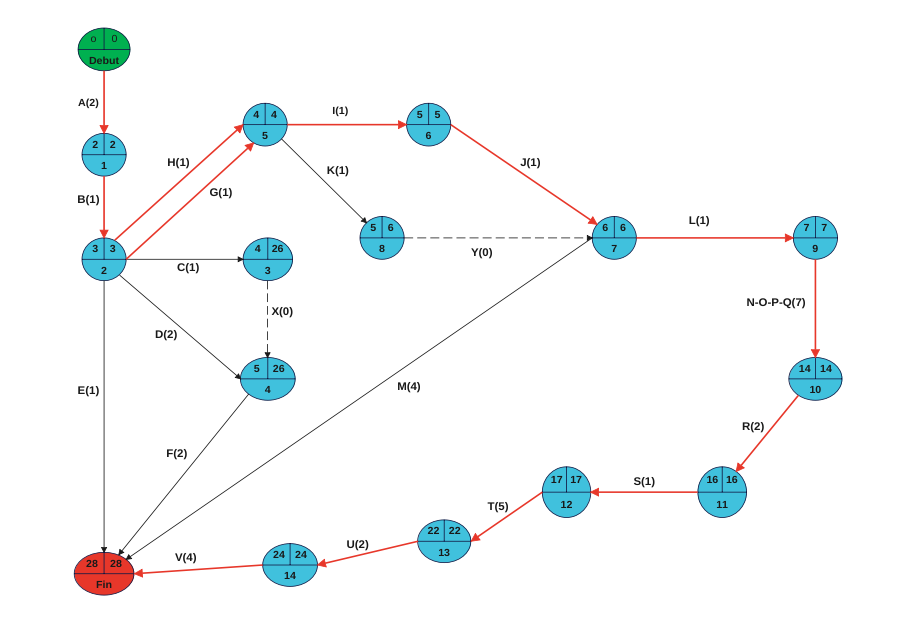 o 0
Debut
A(2)
2 2
1
B(1)
3 3
2
H(1)
G(1)
4 4
5
I(1)
5 5
6
J(1)
K(1)
5 6
8
Y(0)
6 6
7
L(1)
7 7
9
C(1)
4 26
3
X(0)
D(2)
5 26
4
E(1)
F(2)
M(4)
N-O-P-Q(7)
14 14
10
R(2)
16 16
11
S(1)
17 17
12
T(5)
22 22
13
U(2)
24 24
14
V(4)
28 28
Fin